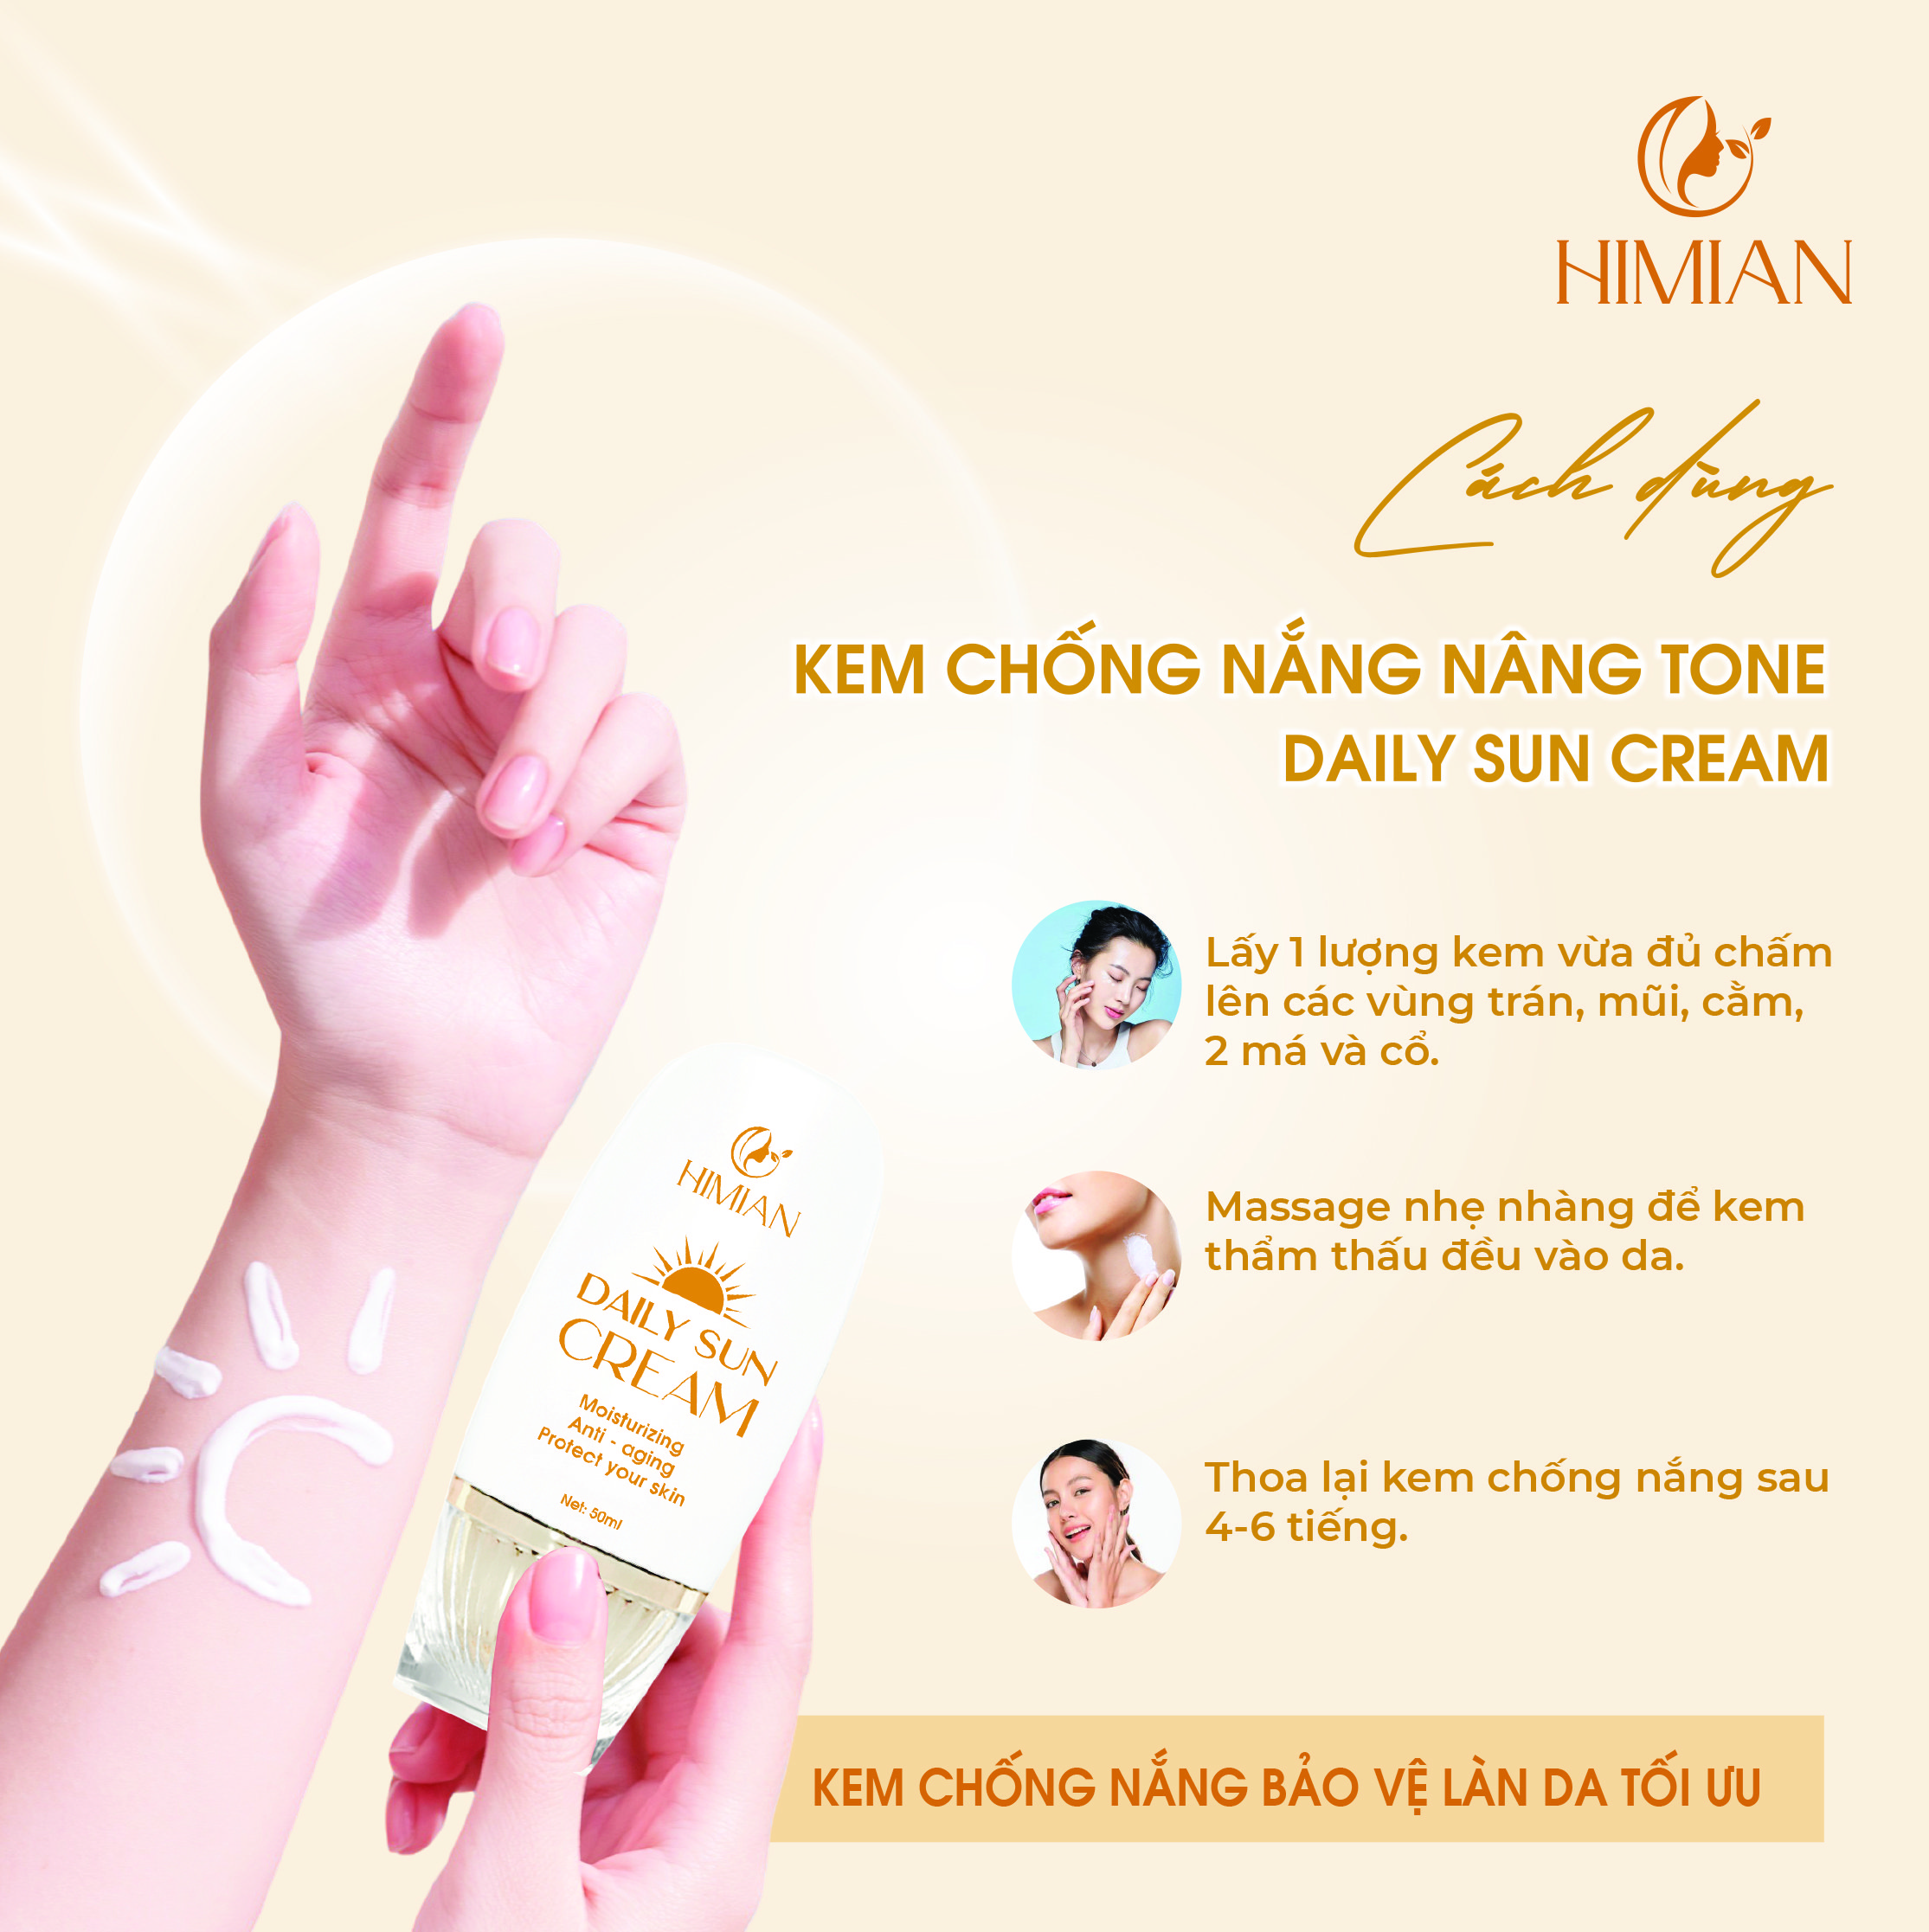 HIMIAN
Cách dùng
KEM CHỐNG NẮNG NÂNG TONE
DAILY SUN CREAM
Lấy 1 lượng kem vừa đủ chấm
lên các vùng trán, mũi, cằm,
2 má và cổ.
Massage nhẹ nhàng để kem
thẩm thấu đều vào da.
Thoa lại kem chống nắng sau
4-6 tiếng.
HIMIAN
DAILY SUN
CREAM
Moisturizing
Anti - aging
Protect your skin
Net: 50ml
KEM CHỐNG NẮNG BẢO VỆ LÀN DA TỐI ƯU